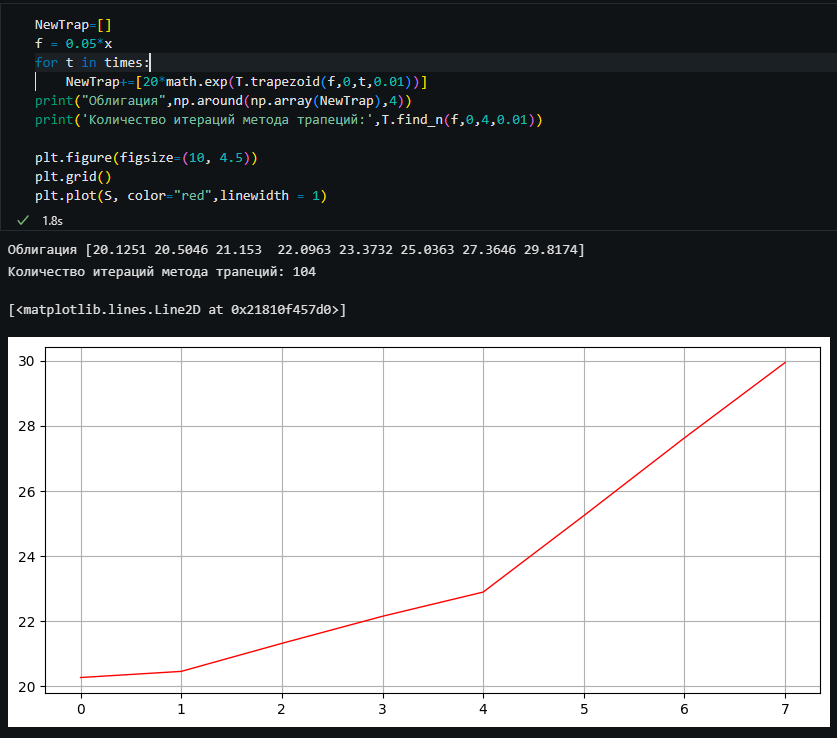 NewTrap=[]
f = 0.05*x
for t in times:
    NewTrap+=[20*math.exp(T.trapezoid(f,0,t,0.01))]
print("Облигация",np.around(np.array(NewTrap),4))
print('Количество итераций метода трапеций:',T.find_n(f,0,4,0.01))

plt.figure(figsize=(10, 4.5))
plt.grid()
plt.plot(S, color="red",linewidth = 1)
1.8s
Облигация [20.1251 20.5046 21.153  22.0963 23.3732 25.0363 27.3646 29.8174]
Количество итераций метода трапеций: 104
[<matplotlib.lines.Line2D at 0x21810f457d0>]
30
28
26
24
22
20
0 1 2 3 4 5 6 7